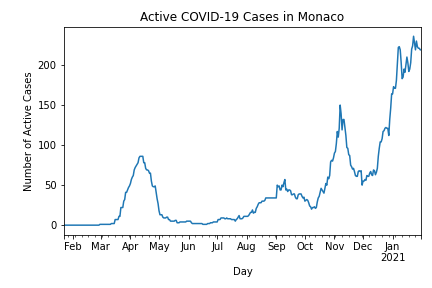 Active COVID-19 Cases in Monaco
Number of Active Cases
200
150
100
50
0
Feb Mar Apr May Jun Jul Aug Sep Oct Nov Dec Jan
2021
Day